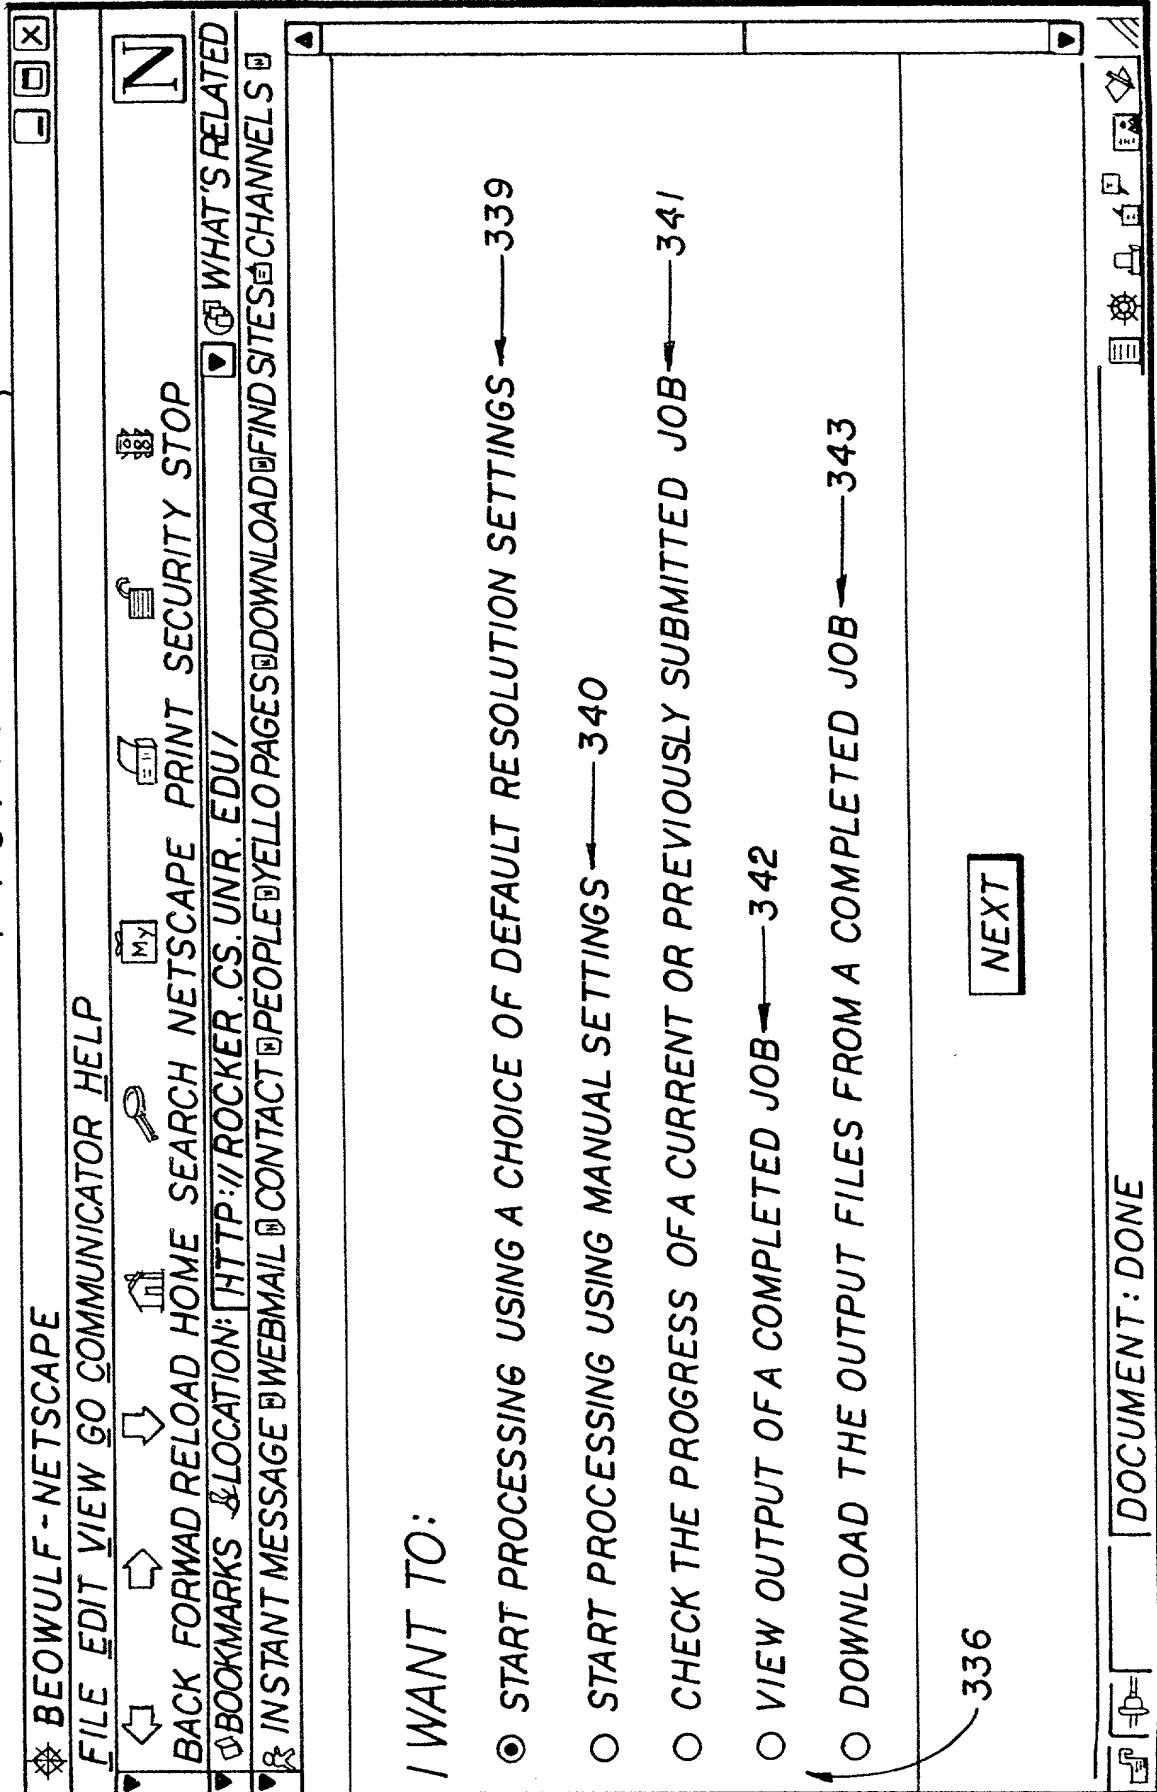 BEOWULF-NETSCAPE
FILE EDIT VIEW GO COMMUNICATOR HELP
My
N
BACK FORWAD RELOAD HOME SEARCH NETSCAPE PRINT SECURITY STOP
BOOKMARKS LOCATION: HTTP://ROCKER.CS.UNR.EDU/ WHAT'S RELATED
INSTANT MESSAGE WEBMAIL CONTACT PEOPLE YELLO PAGES DOWNLOAD FIND SITES CHANNELS
I WANT TO:
START PROCESSING USING A CHOICE OF DEFAULT RESOLUTION SETTINGS 339
START PROCESSING USING MANUAL SETTINGS 340
CHECK THE PROGRESS OF A CURRENT OR PREVIOUSLY SUBMITTED JOB 341
VIEW OUTPUT OF A COMPLETED JOB 342
DOWNLOAD THE OUTPUT FILES FROM A COMPLETED JOB 343
336
NEXT
DOCUMENT: DONE